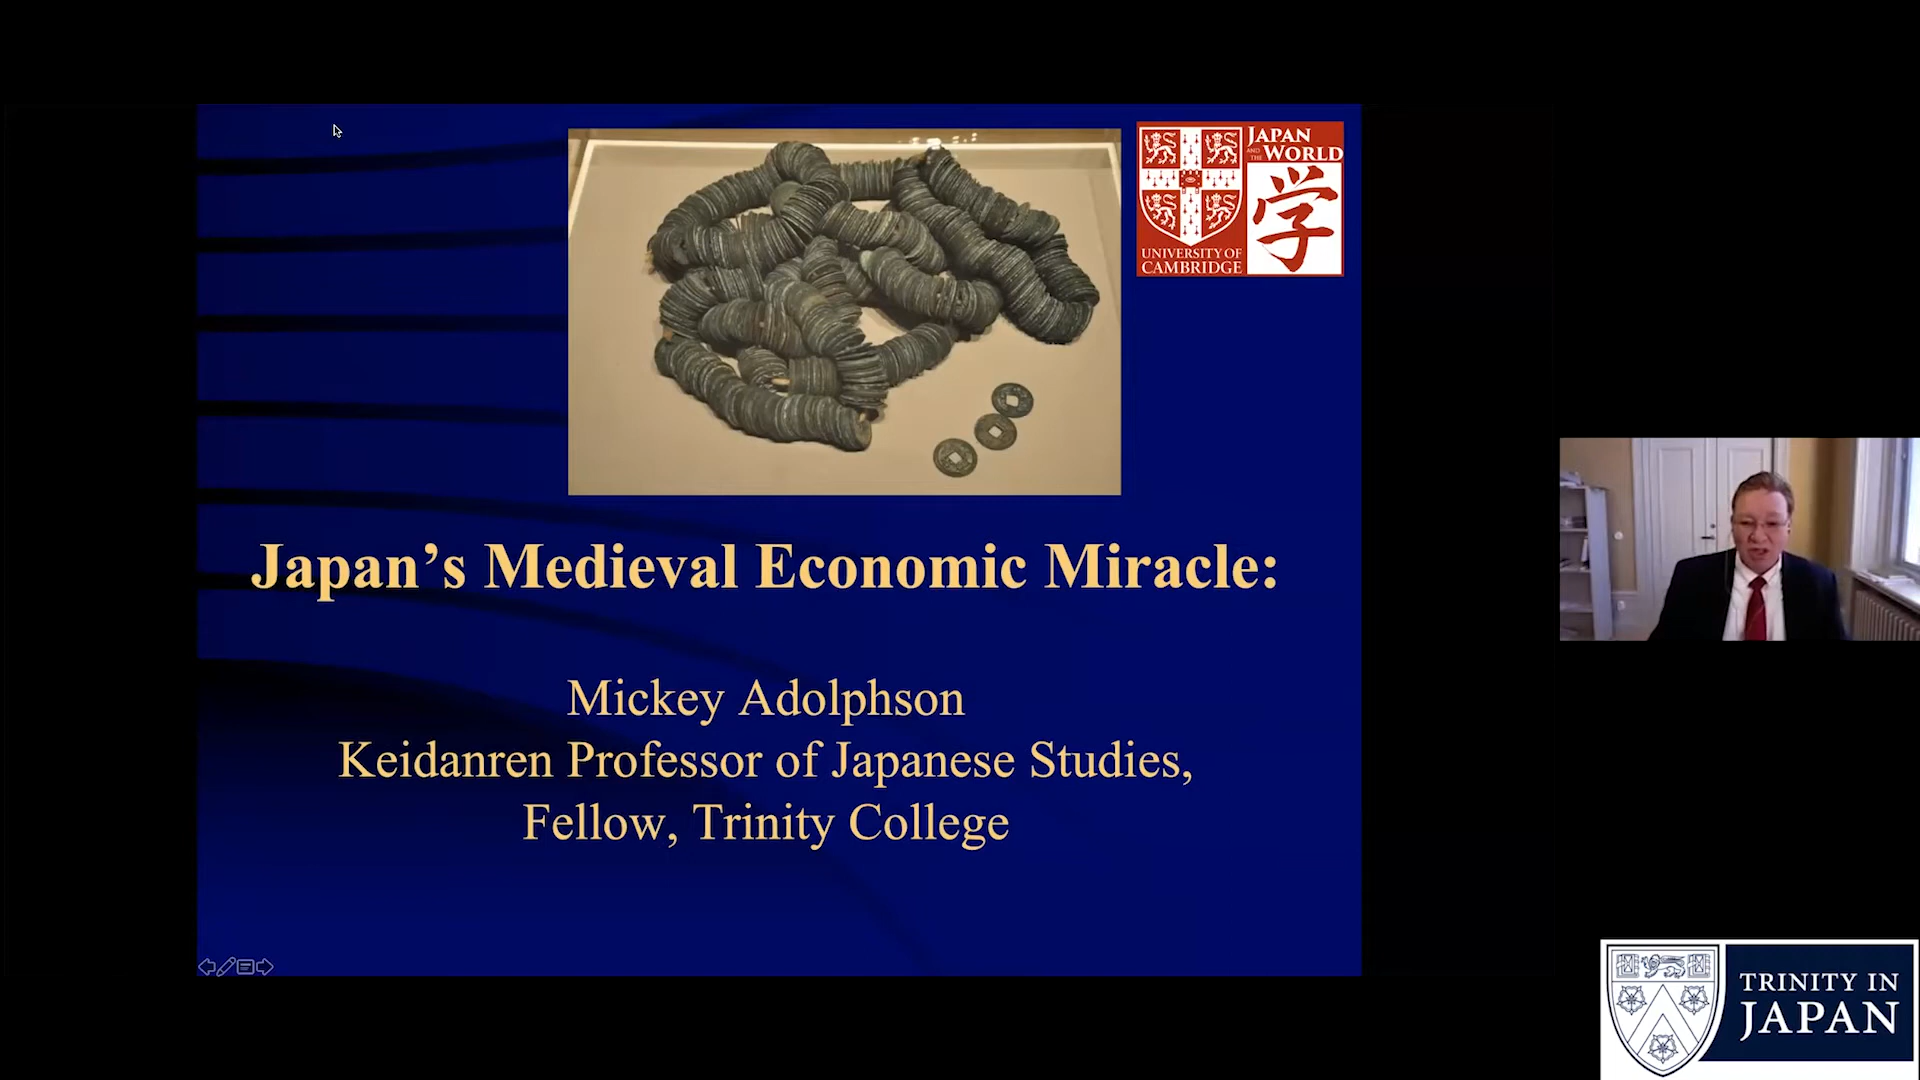 JAPAN
AND THE WORLD
学
UNIVERSITY OF
CAMBRIDGE
Japan’s Medieval Economic Miracle:
Mickey Adolphson
Keidanren Professor of Japanese Studies,
Fellow, Trinity College
TRINITY IN
JAPAN